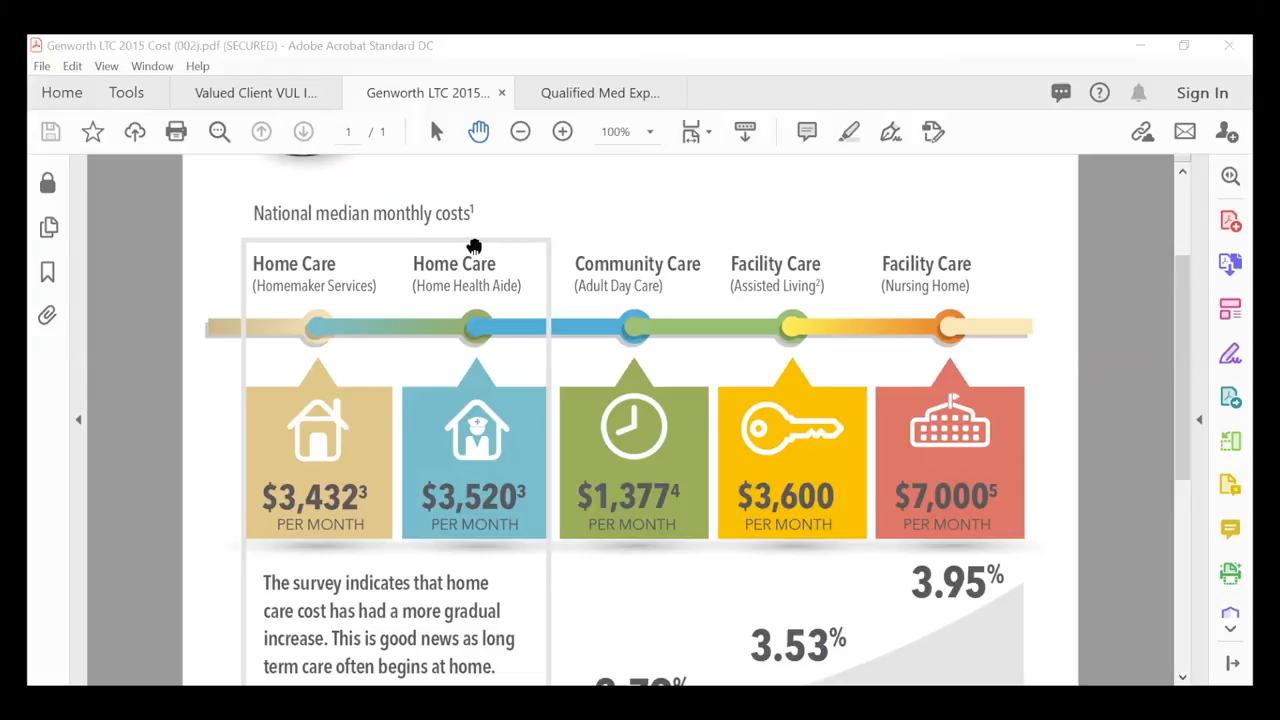 Genworth LTC 2015 Cost (002).pdf (SECURED) - Adobe Acrobat Standard DC
File Edit View Window Help
Home Tools Valued Client VUL I... Genworth LTC 2015... × Qualified Med Exp... Sign In
1 / 1 100%
National median monthly costs¹
Home Care Home Care Community Care Facility Care Facility Care
(Homemaker Services) (Home Health Aide) (Adult Day Care) (Assisted Living²) (Nursing Home)
$3,432³ $3,520³ $1,377⁴ $3,600 $7,000⁵
PER MONTH PER MONTH PER MONTH PER MONTH PER MONTH
The survey indicates that home
care cost has had a more gradual
increase. This is good news as long
term care often begins at home.
3.95%
3.53%